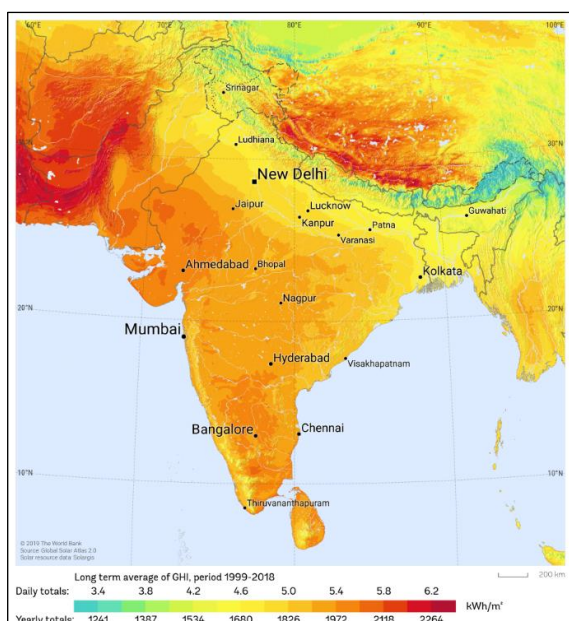 70°E 80°E 90°E 100°E
Srinagar
Ludhiana
30°N
New Delhi
Jaipur
Lucknow
Kanpur
Patna
Guwahati
Varanasi
Ahmedabad
Bhopal
Kolkata
Nagpur
20°N 20°N
Mumbai
Hyderabad
Visakhapatnam
Bangalore
Chennai
10°N 10°N
Thiruvananthapuram
© 2019 The World Bank
Source: Global Solar Atlas 2.0
Solar resource data: Solargis
Long term average of GHI, period 1999-2018
200 km
Daily totals: 3.4 3.8 4.2 4.6 5.0 5.4 5.8 6.2
kWh/m²
Yearly totals: 1241 1387 1534 1680 1826 1972 2118 2264